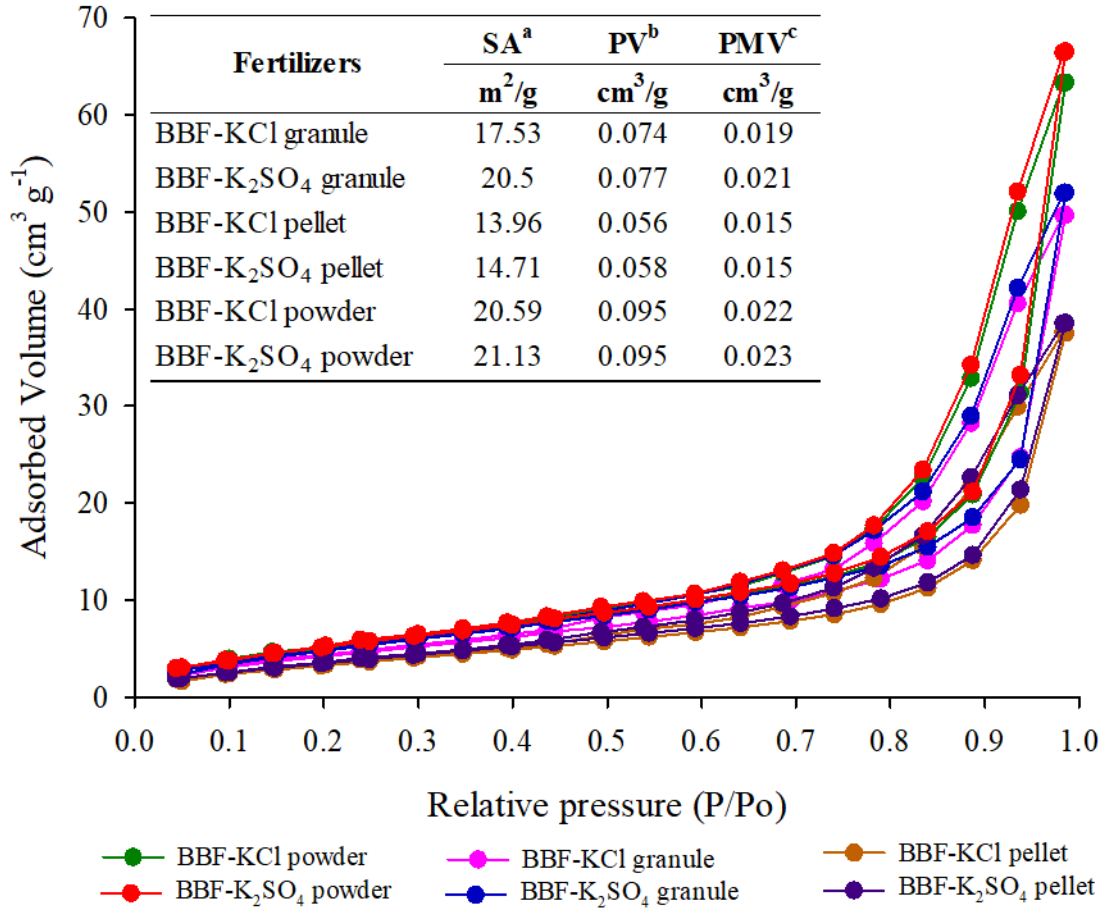 Fertilizers SAᵃ PVᵇ PMVᶜ
m²/g cm³/g cm³/g
BBF-KCl granule 17.53 0.074 0.019
BBF-K₂SO₄ granule 20.5 0.077 0.021
BBF-KCl pellet 13.96 0.056 0.015
BBF-K₂SO₄ pellet 14.71 0.058 0.015
BBF-KCl powder 20.59 0.095 0.022
BBF-K₂SO₄ powder 21.13 0.095 0.023
Adsorbed Volume (cm³ g⁻¹)
70
60
50
40
30
20
10
0
0.0 0.1 0.2 0.3 0.4 0.5 0.6 0.7 0.8 0.9 1.0
Relative pressure (P/Po)
BBF-KCl powder BBF-KCl granule BBF-KCl pellet
BBF-K₂SO₄ powder BBF-K₂SO₄ granule BBF-K₂SO₄ pellet